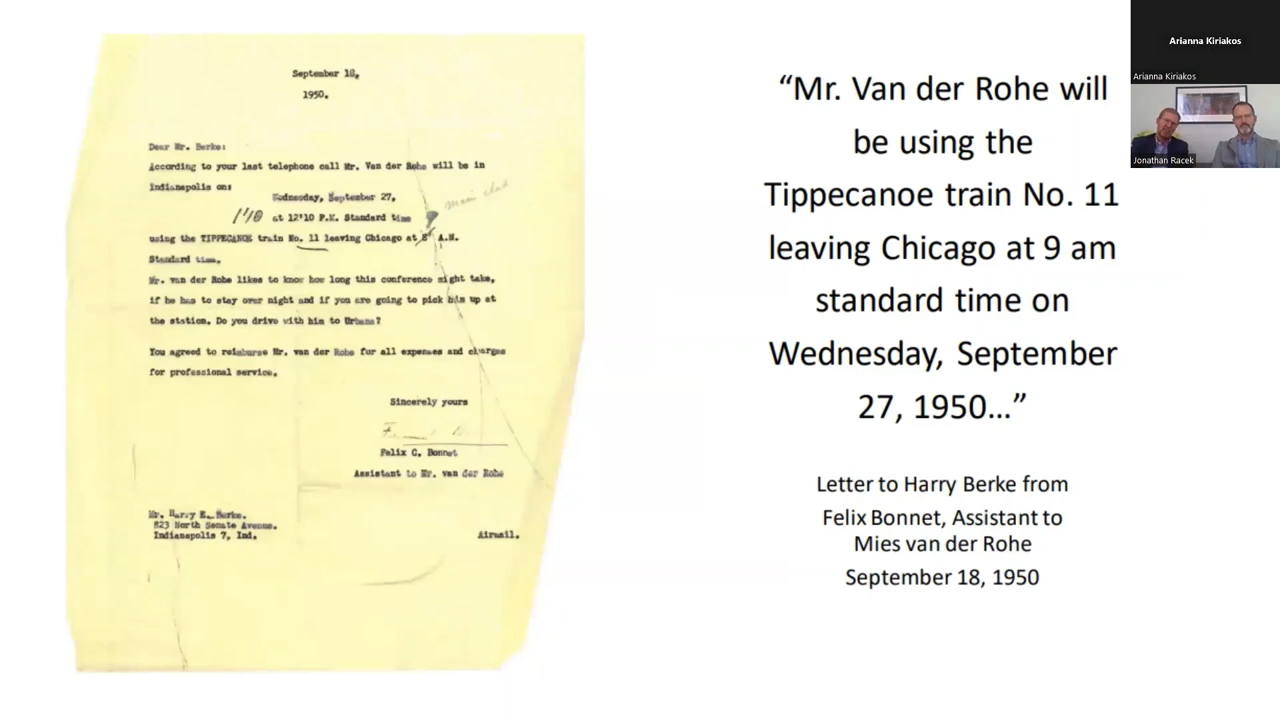 September 18,
1950.
Dear Mr. Berke:
According to your last telephone call Mr. Van der Rohe will be in
Indianapolis on:
Wednesday, September 27,
main club
1'10 at 12'10 P.M. Standard time
using the TIPPECANOE train No. 11 leaving Chicago at A.M.
Standard time.
Mr. van der Rohe likes to know how long this conference might take,
if he has to stay over night and if you are going to pick him up at
the station. Do you drive with him to Urbana?
You agreed to reimburse Mr. van der Rohe for all expenses and charges
for professional service.
Sincerely yours
Felix C. Bonnet
Assistant to Mr. van der Rohe
Mr. Harry E. Berke.
823 North Senate Avenue.
Indianapolis 7, Ind.
Airmail.
“Mr. Van der Rohe will
be using the
Tippecanoe train No. 11
leaving Chicago at 9 am
standard time on
Wednesday, September
27, 1950…”
Letter to Harry Berke from
Felix Bonnet, Assistant to
Mies van der Rohe
September 18, 1950
Arianna Kiriakos
Arianna Kiriakos
Jonathan Racek